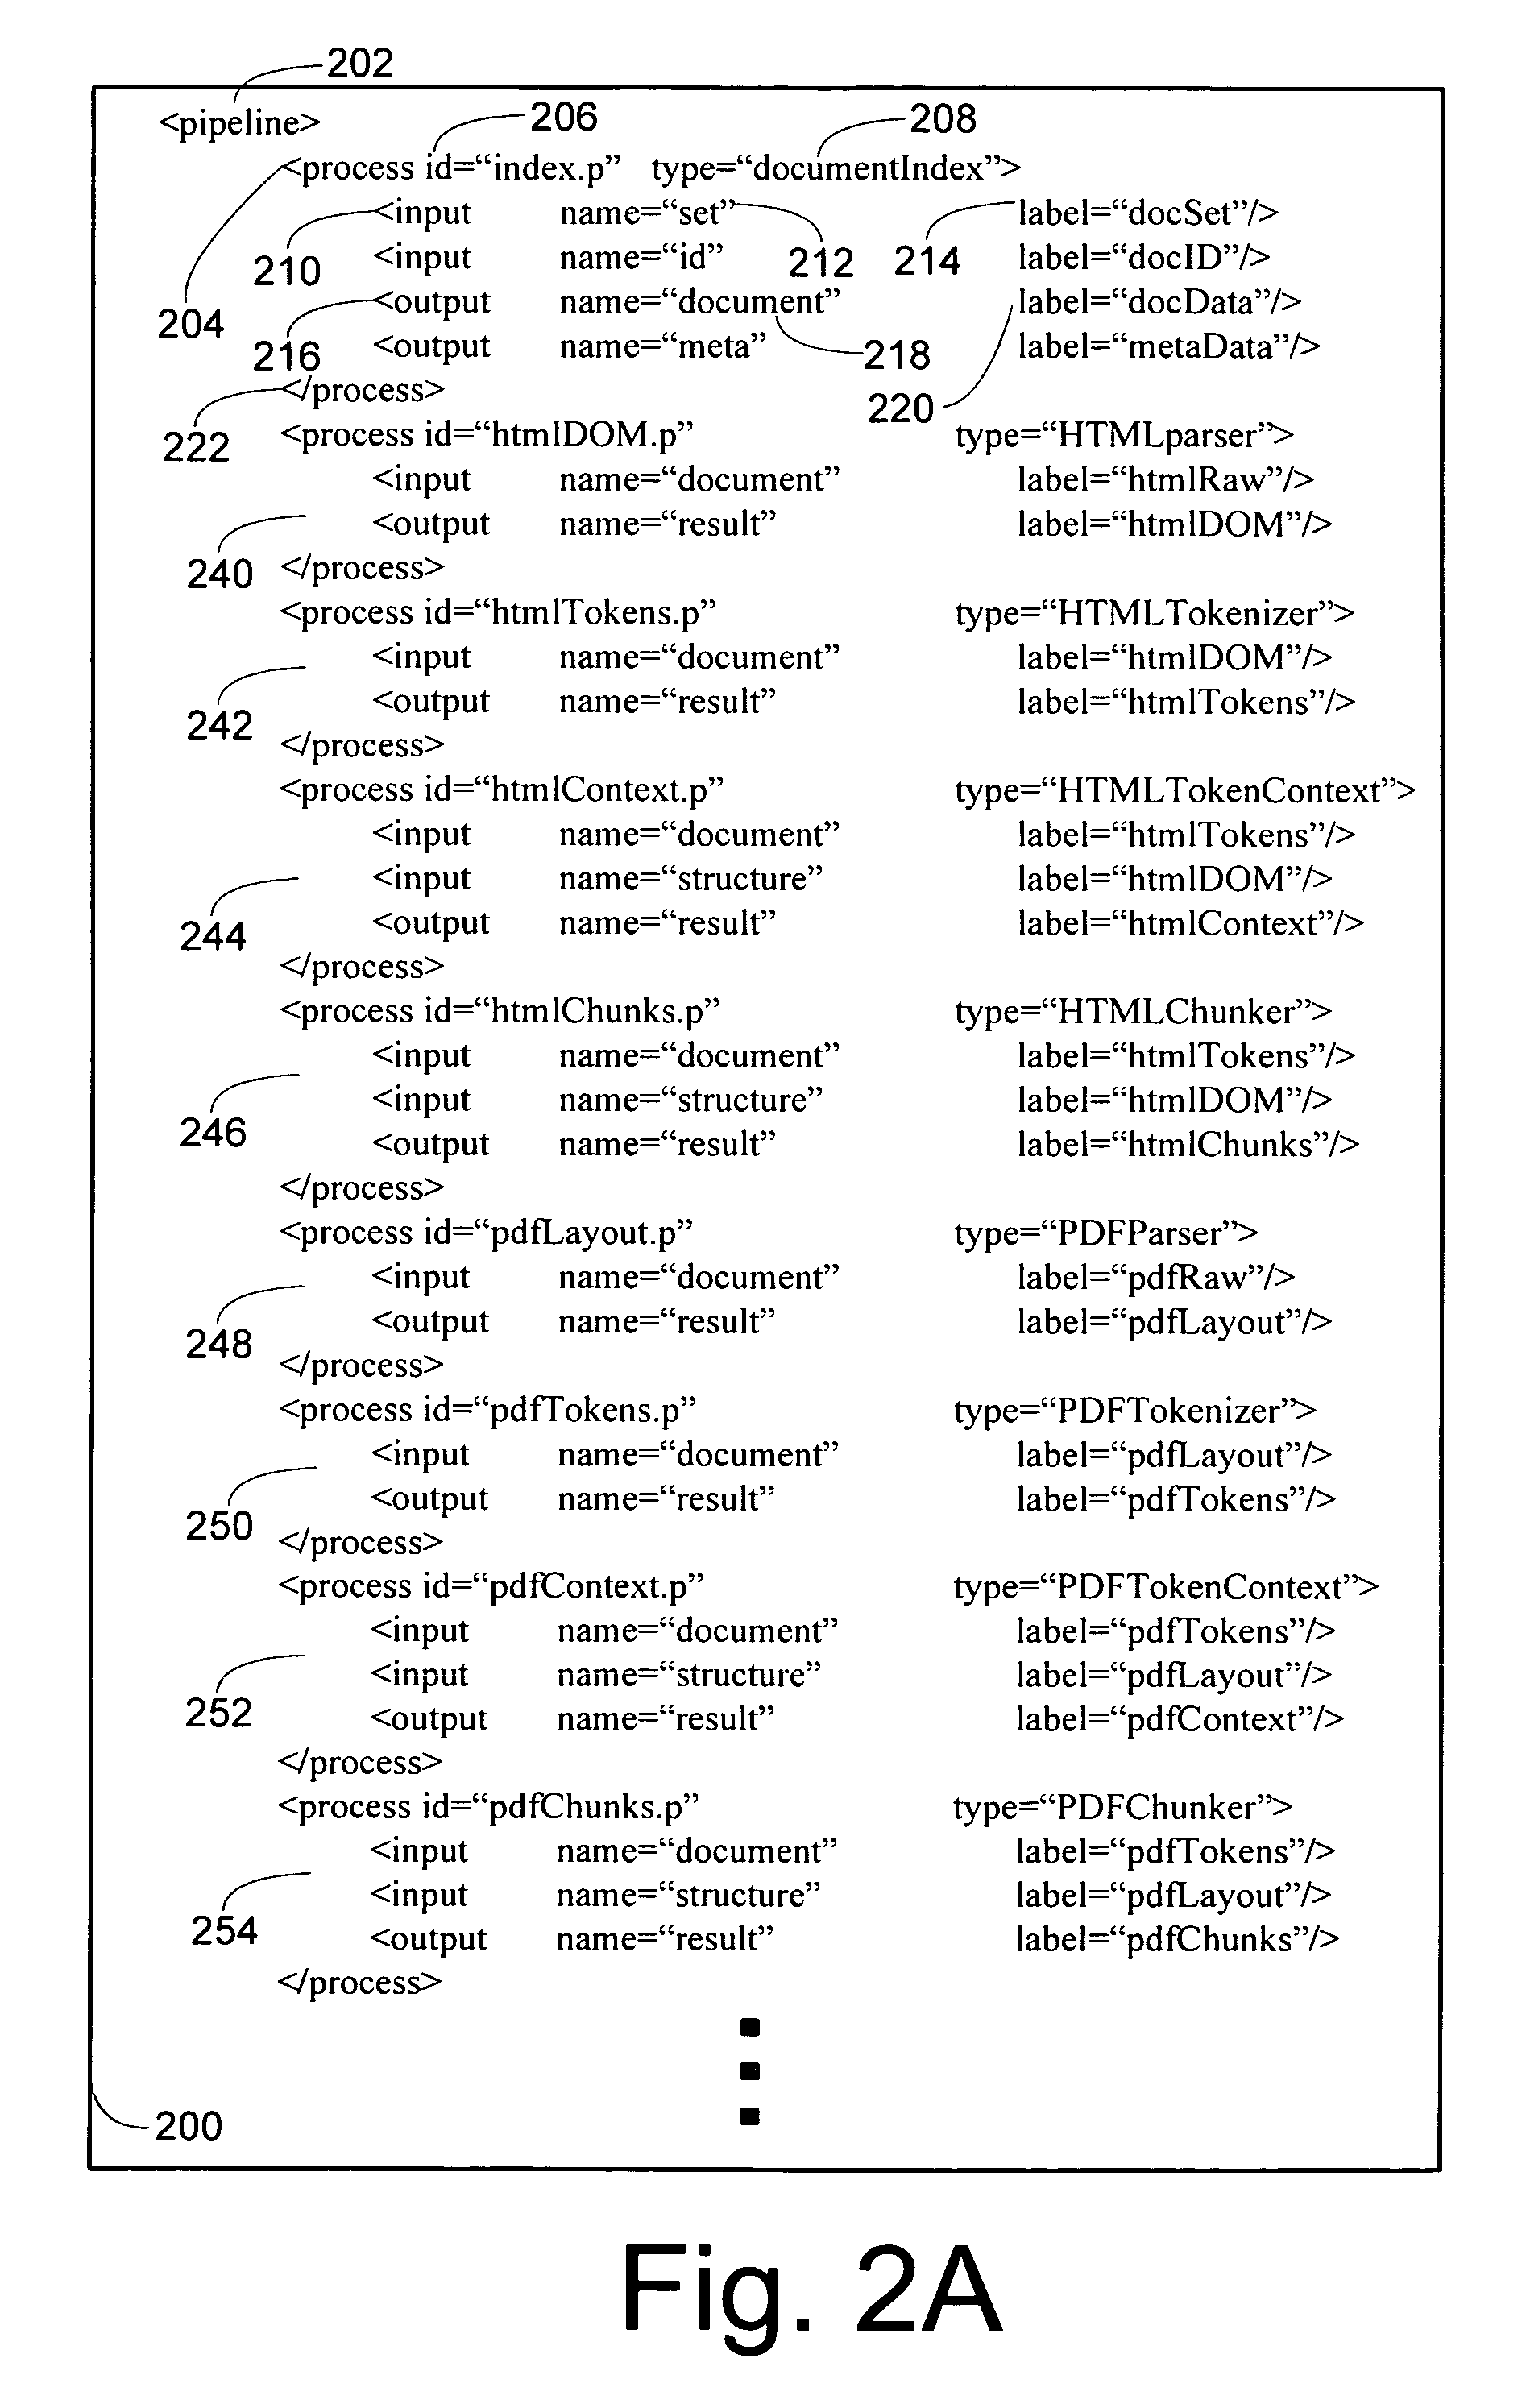 202
<pipeline>
206 208
<process id=“index.p” type=“documentIndex”>
<input name=“set” label=“docSet”/>
210 212 214
<input name=“id” label=“docID”/>
<output name=“document” label=“docData”/>
204
<output name=“meta” label=“metaData”/>
216 218
</process>
220
222
<process id=“htmlDOM.p” type=“HTMLparser”>
<input name=“document” label=“htmlRaw”/>
<output name=“result” label=“htmlDOM”/>
240 </process>
<process id=“htmlTokens.p” type=“HTMLTokenizer”>
<input name=“document” label=“htmlDOM”/>
<output name=“result” label=“htmlTokens”/>
242
</process>
<process id=“htmlContext.p” type=“HTMLTokenContext”>
<input name=“document” label=“htmlTokens”/>
<input name=“structure” label=“htmlDOM”/>
<output name=“result” label=“htmlContext”/>
244
</process>
<process id=“htmlChunks.p” type=“HTMLChunker”>
<input name=“document” label=“htmlTokens”/>
<input name=“structure” label=“htmlDOM”/>
246
<output name=“result” label=“htmlChunks”/>
</process>
<process id=“pdfLayout.p” type=“PDFParser”>
<input name=“document” label=“pdfRaw”/>
<output name=“result” label=“pdfLayout”/>
248
</process>
<process id=“pdfTokens.p” type=“PDFTokenizer”>
<input name=“document” label=“pdfLayout”/>
<output name=“result” label=“pdfTokens”/>
250
</process>
<process id=“pdfContext.p” type=“PDFTokenContext”>
<input name=“document” label=“pdfTokens”/>
<input name=“structure” label=“pdfLayout”/>
252
<output name=“result” label=“pdfContext”/>
</process>
<process id=“pdfChunks.p” type=“PDFChunker”>
<input name=“document” label=“pdfTokens”/>
<input name=“structure” label=“pdfLayout”/>
254
<output name=“result” label=“pdfChunks”/>
</process>
200
Fig. 2A